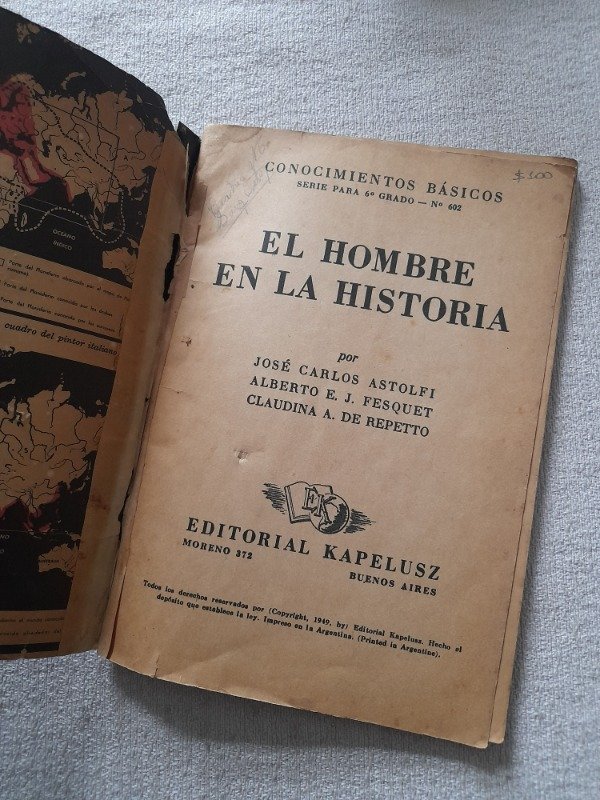 OCÉANO
ÍNDICO
cuadro del pintor italiano
CONOCIMIENTOS BÁSICOS
SERIE PARA 6º GRADO — Nº 602
$ 300
EL HOMBRE
EN LA HISTORIA
por
JOSÉ CARLOS ASTOLFI
ALBERTO E. J. FESQUET
CLAUDINA A. DE REPETTO
EK
EDITORIAL KAPELUSZ
MORENO 372
BUENOS AIRES
Todos los derechos reservados por (Copyright, 1949, by) Editorial Kapelusz. Hecho el
depósito que establece la ley. Impreso en la Argentina. (Printed in Argentine).